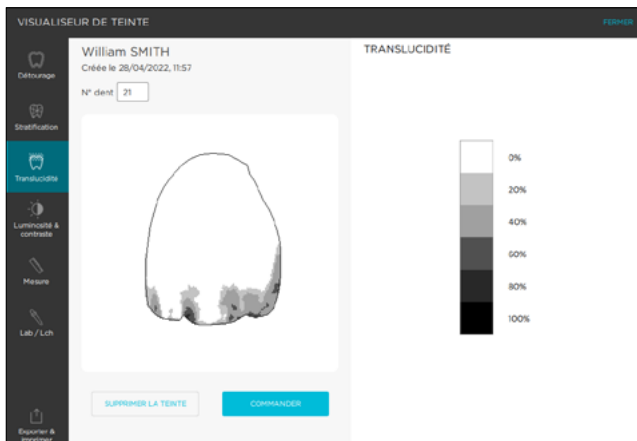 VISUALISEUR DE TEINTE
FERMER
Détourage
Stratification
Translucidité
Luminosité &
contraste
Mesure
Lab / Lch
Exporter &
imprimer
William SMITH
Créée le 28/04/2022, 11:57
N° dent 21
SUPPRIMER LA TEINTE
COMMANDER
TRANSLUCIDITÉ
0%
20%
40%
60%
80%
100%